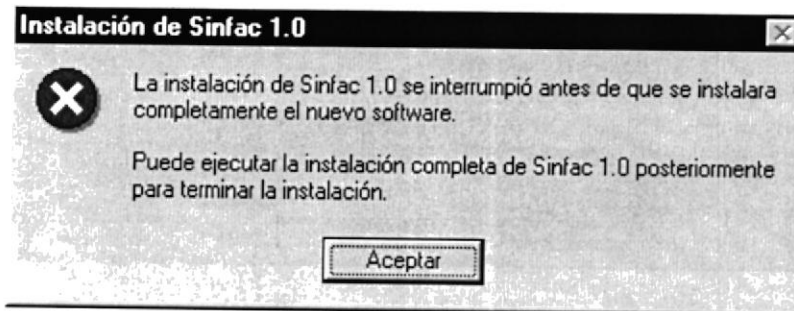 Instalación de Sinfac 1.0
La instalación de Sinfac 1.0 se interrumpió antes de que se instalara
completamente el nuevo software.
Puede ejecutar la instalación completa de Sinfac 1.0 posteriormente
para terminar la instalación.
Aceptar